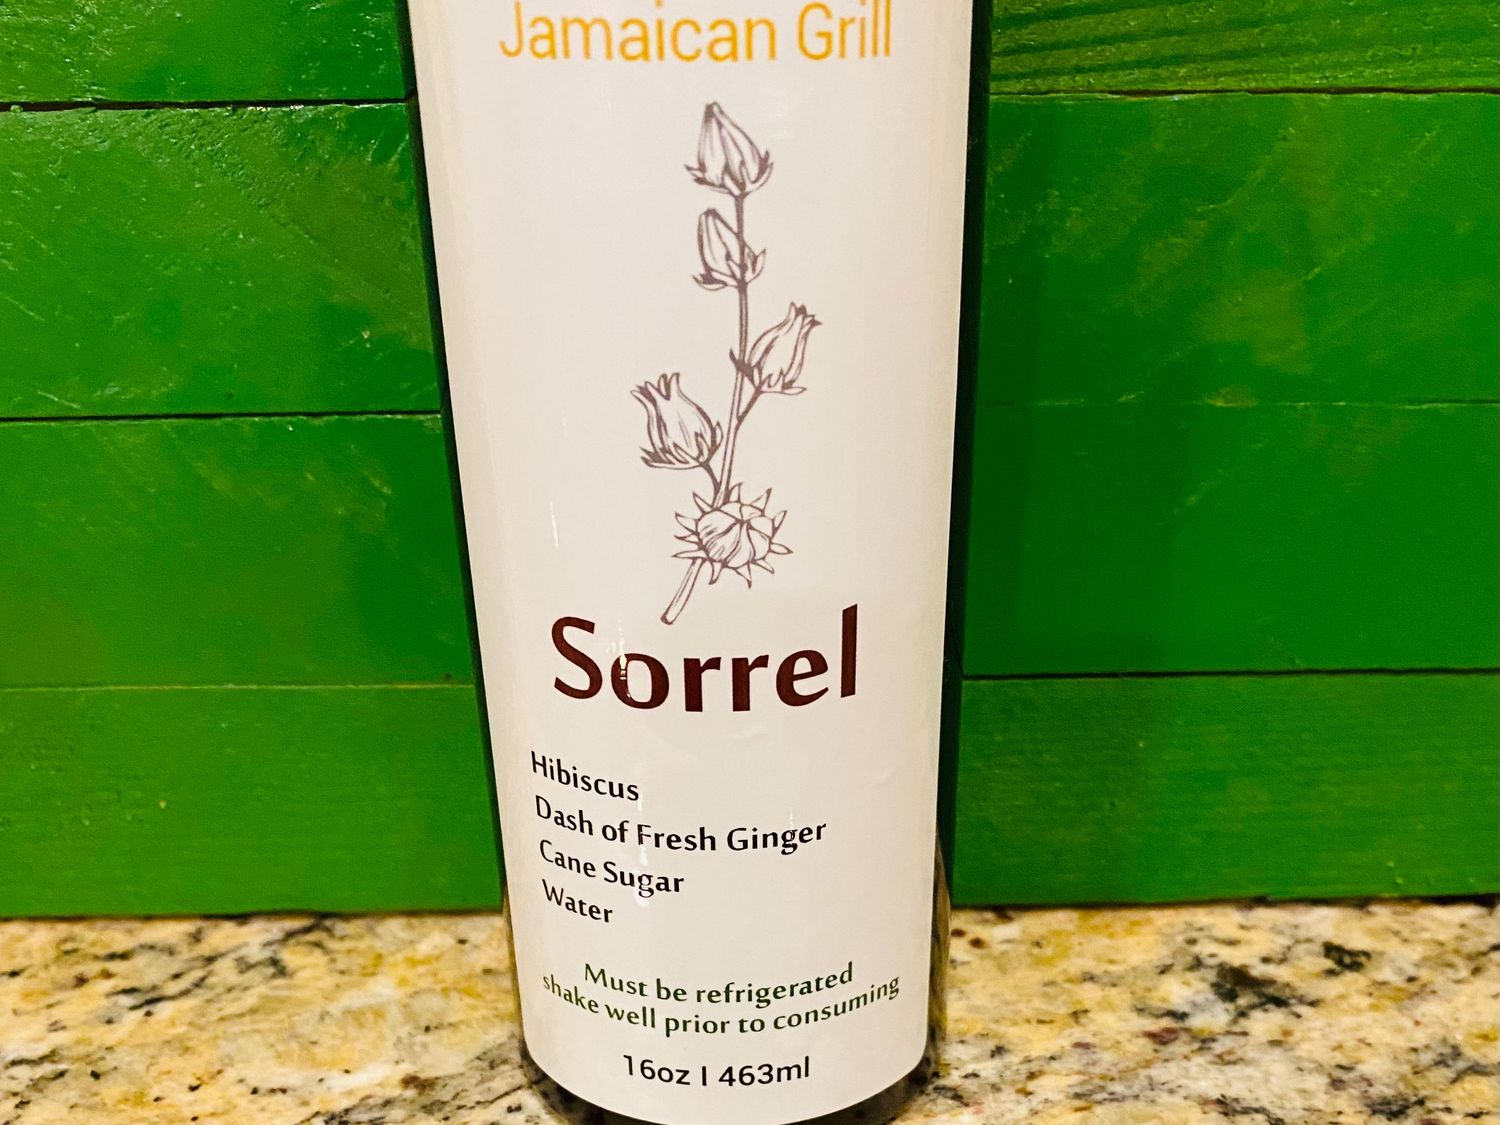 Jamaican Grill
Sorrel
Hibiscus
Dash of Fresh Ginger
Cane Sugar
Water
Must be refrigerated
shake well prior to consuming
16oz | 463ml